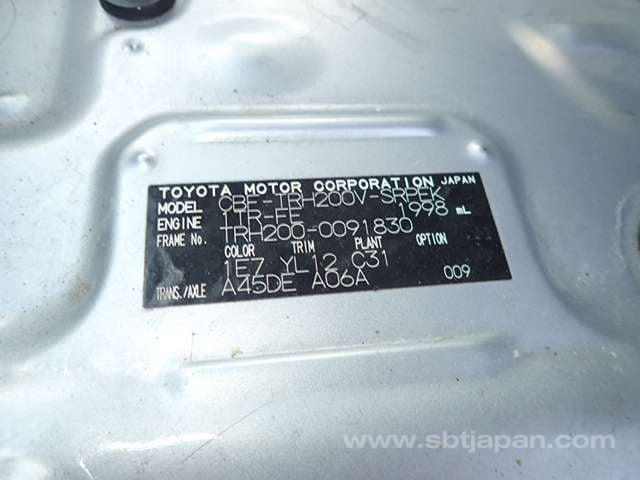 TOYOTA MOTOR CORPORATION JAPAN
MODEL CBF-TRH200V-SRPEK
ENGINE 1TR-FE 1998 mL
FRAME No. TRH200-0091830
COLOR TRIM PLANT OPTION
1E7 YL12 C31
TRANS./AXLE A45DE A06A 009
www.sbtjapan.com